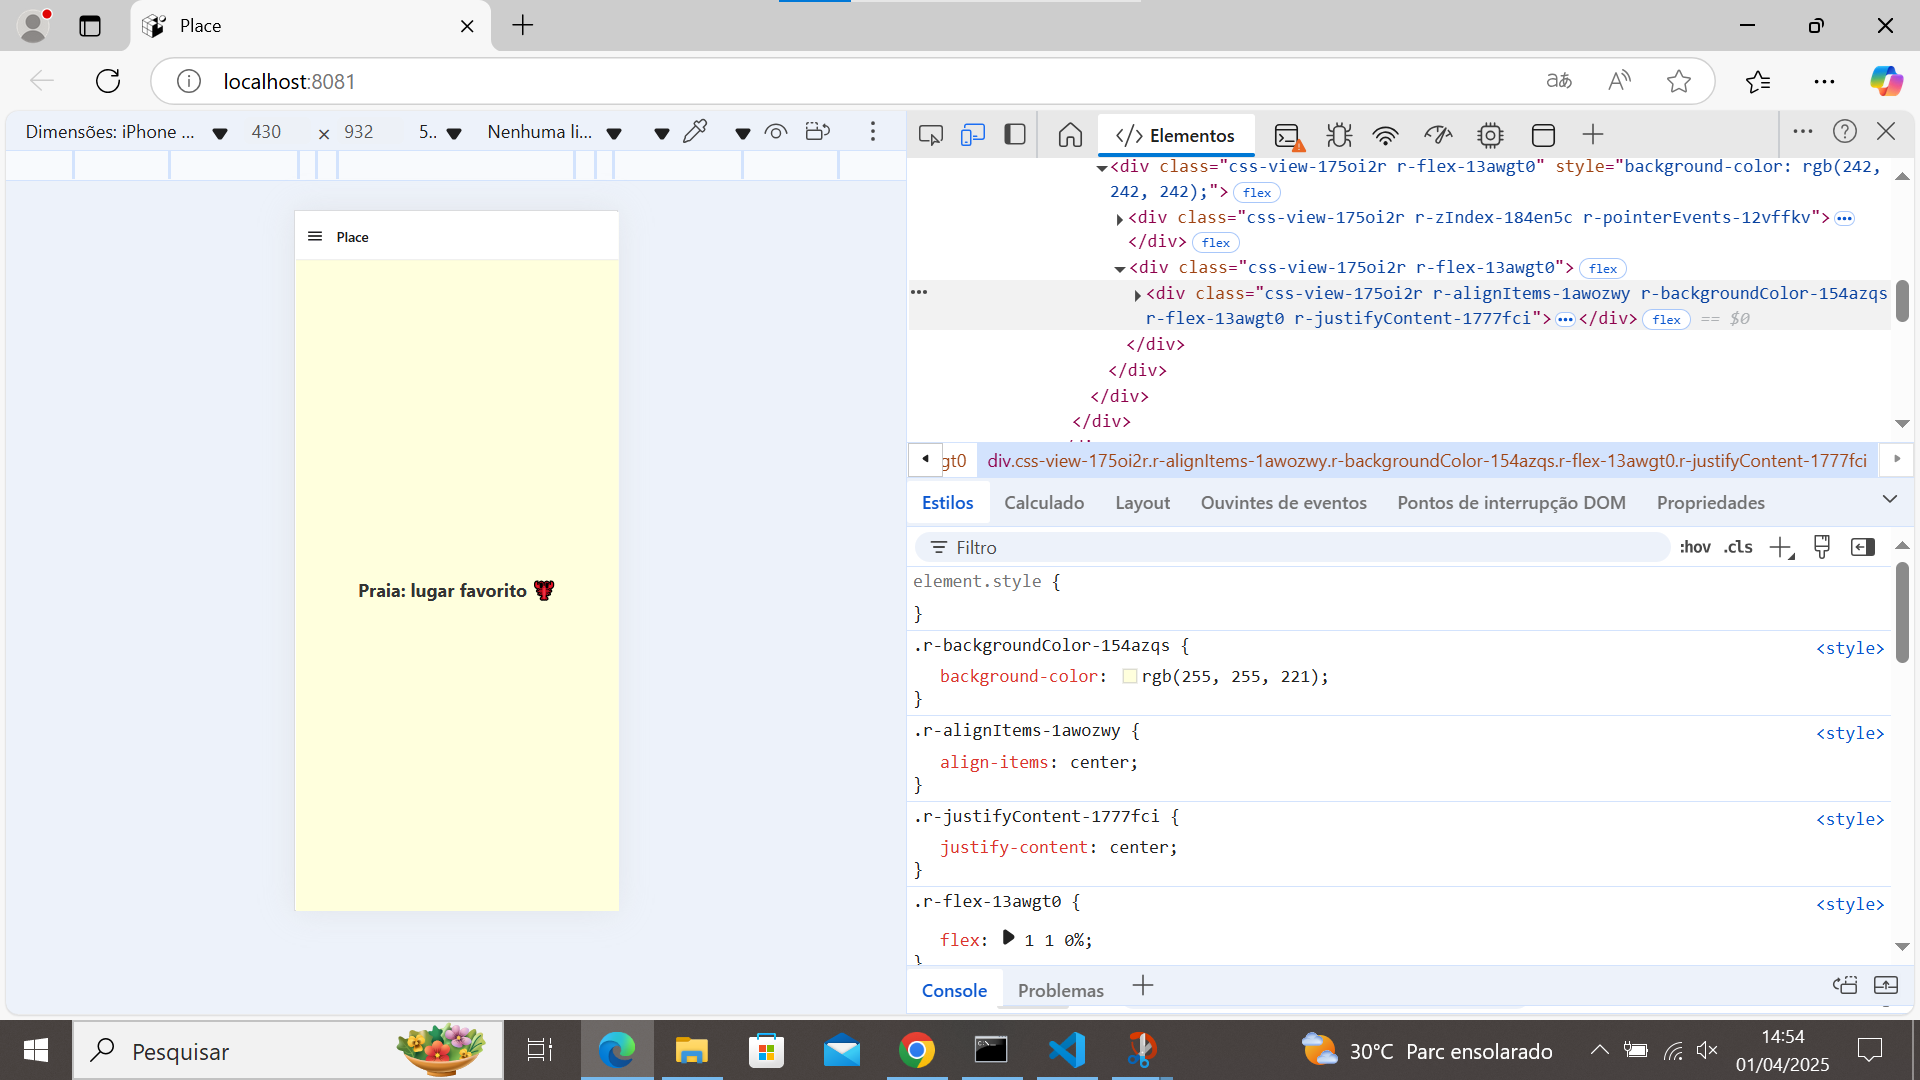 Place
localhost:8081
aあ
Dimensões: iPhone ... 430 × 932 5.. Nenhuma li...
Elementos
Place
Praia: lugar favorito 🦞
<div class="css-view-175oi2r r-flex-13awgt0" style="background-color: rgb(242,
242, 242);"> flex
<div class="css-view-175oi2r r-zIndex-184en5c r-pointerEvents-12vffkv"> ...
</div> flex
<div class="css-view-175oi2r r-flex-13awgt0"> flex
... <div class="css-view-175oi2r r-alignItems-1awozwy r-backgroundColor-154azqs
r-flex-13awgt0 r-justifyContent-1777fci"> ... </div> flex == $0
</div>
</div>
</div>
</div>
gt0 div.css-view-175oi2r.r-alignItems-1awozwy.r-backgroundColor-154azqs.r-flex-13awgt0.r-justifyContent-1777fci
Estilos Calculado Layout Ouvintes de eventos Pontos de interrupção DOM Propriedades
Filtro :hov .cls
element.style {
}
.r-backgroundColor-154azqs { <style>
background-color: rgb(255, 255, 221);
}
.r-alignItems-1awozwy { <style>
align-items: center;
}
.r-justifyContent-1777fci { <style>
justify-content: center;
}
.r-flex-13awgt0 { <style>
flex: 1 1 0%;
}
Console Problemas
Pesquisar
30°C Parc ensolarado
14:54
01/04/2025